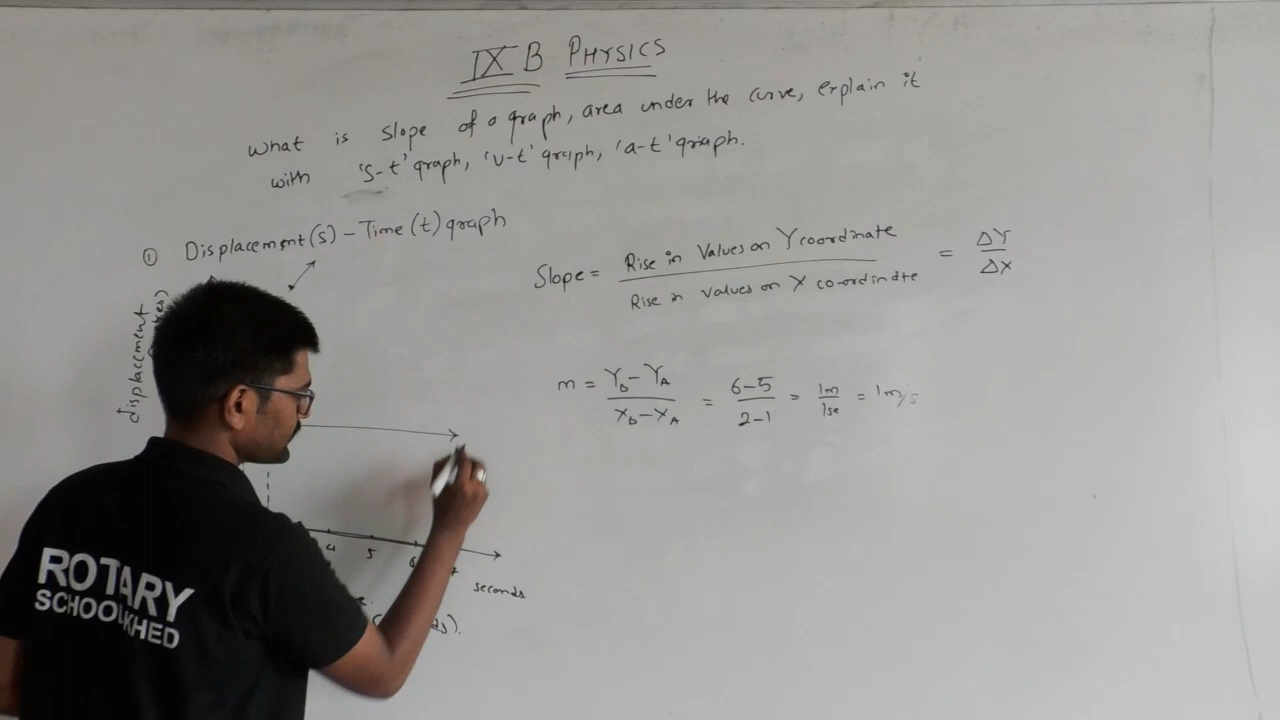 IX B PHYSICS
what is slope of a graph, area under the curve, explain it
with 's-t' graph, 'v-t' graph, 'a-t' graph.
① Displacement(s) – Time(t) graph
Slope = Rise in Values on Y coordinate / Rise in values on X co-ordinate = ΔY / ΔX
displacement
m = Y_B – Y_A / X_B – X_A = 6–5 / 2–1 = 1m / 1se = 1m/s
4 5 6 7
seconds
ROTARY
SCHOOL KHED